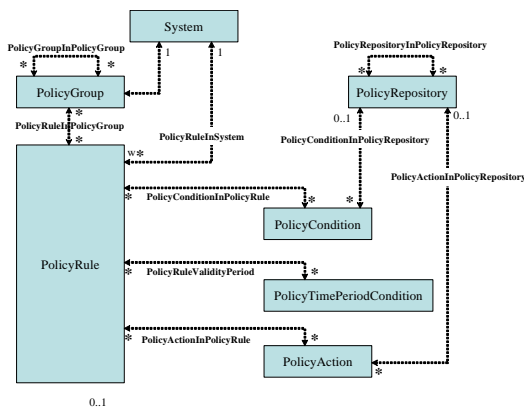 System
PolicyGroupInPolicyGroup
PolicyRepositoryInPolicyRepository
* *
1 1
* *
PolicyGroup
PolicyRepository
*
PolicyRuleInPolicyGroup
*
0..1
0..1
PolicyRuleInSystem
PolicyConditionInPolicyRepository
w*
PolicyActionInPolicyRepository
*
PolicyConditionInPolicyRule
* *
PolicyCondition
PolicyRule
*
PolicyRuleValidityPeriod
*
PolicyTimePeriodCondition
*
PolicyActionInPolicyRule
*
PolicyAction
*
0..1